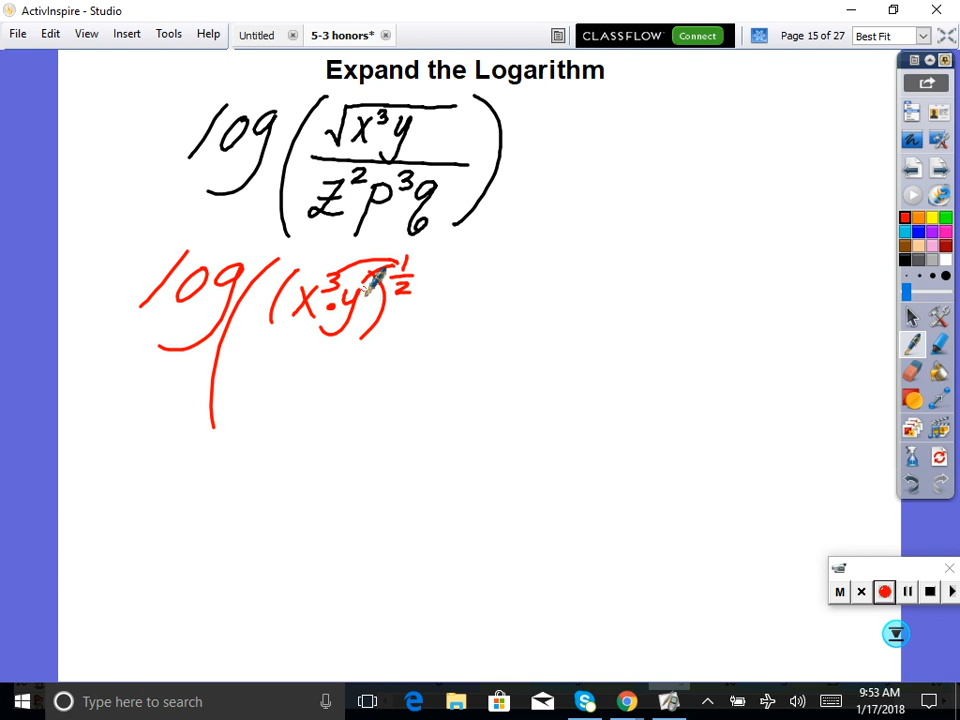 ActivInspire - Studio
File Edit View Insert Tools Help Untitled 5-3 honors* CLASSFLOW Connect Page 15 of 27 Best Fit
Expand the Logarithm
log(√(x³y) / (z²p³q))
log((x³·y)^(1/2)
M
Type here to search
9:53 AM
1/17/2018